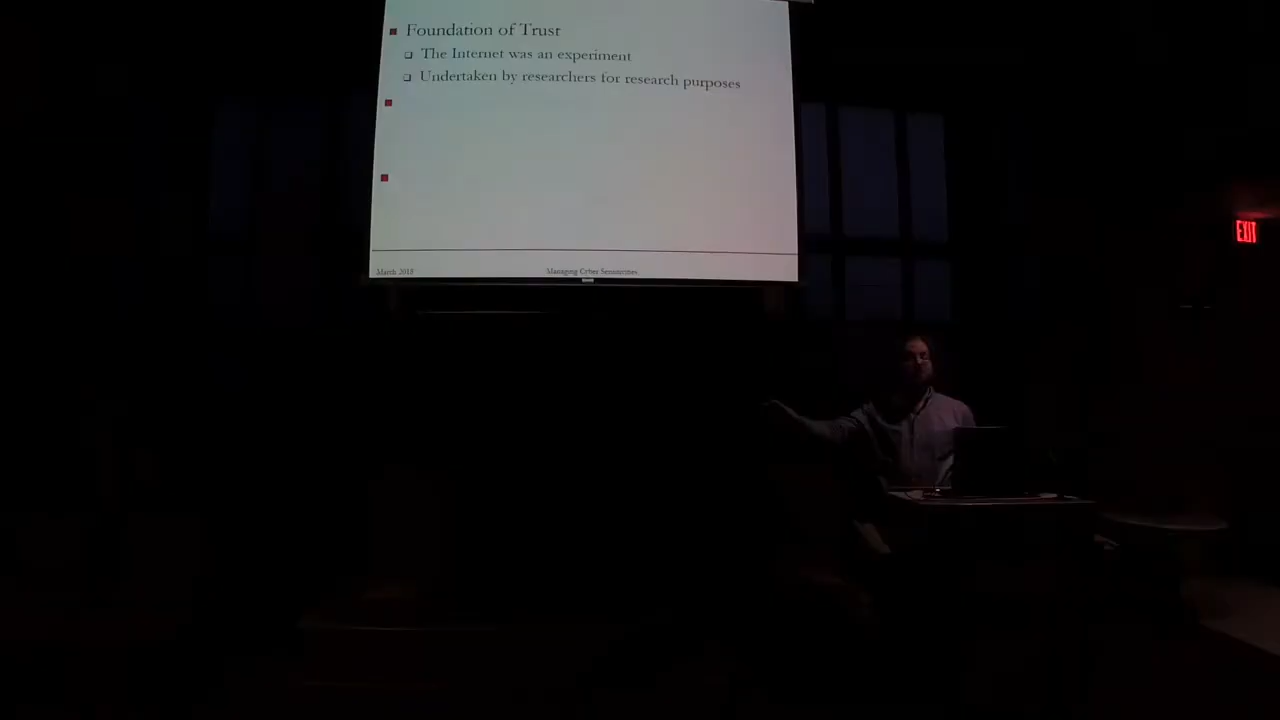 Foundation of Trust
The Internet was an experiment
Undertaken by researchers for research purposes
March 2018
Managing Cyber Sensitivities
EXIT